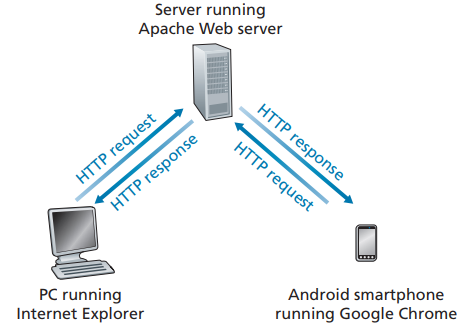 Server running
Apache Web server
HTTP request
HTTP response
HTTP response
HTTP request
PC running
Internet Explorer
Android smartphone
running Google Chrome